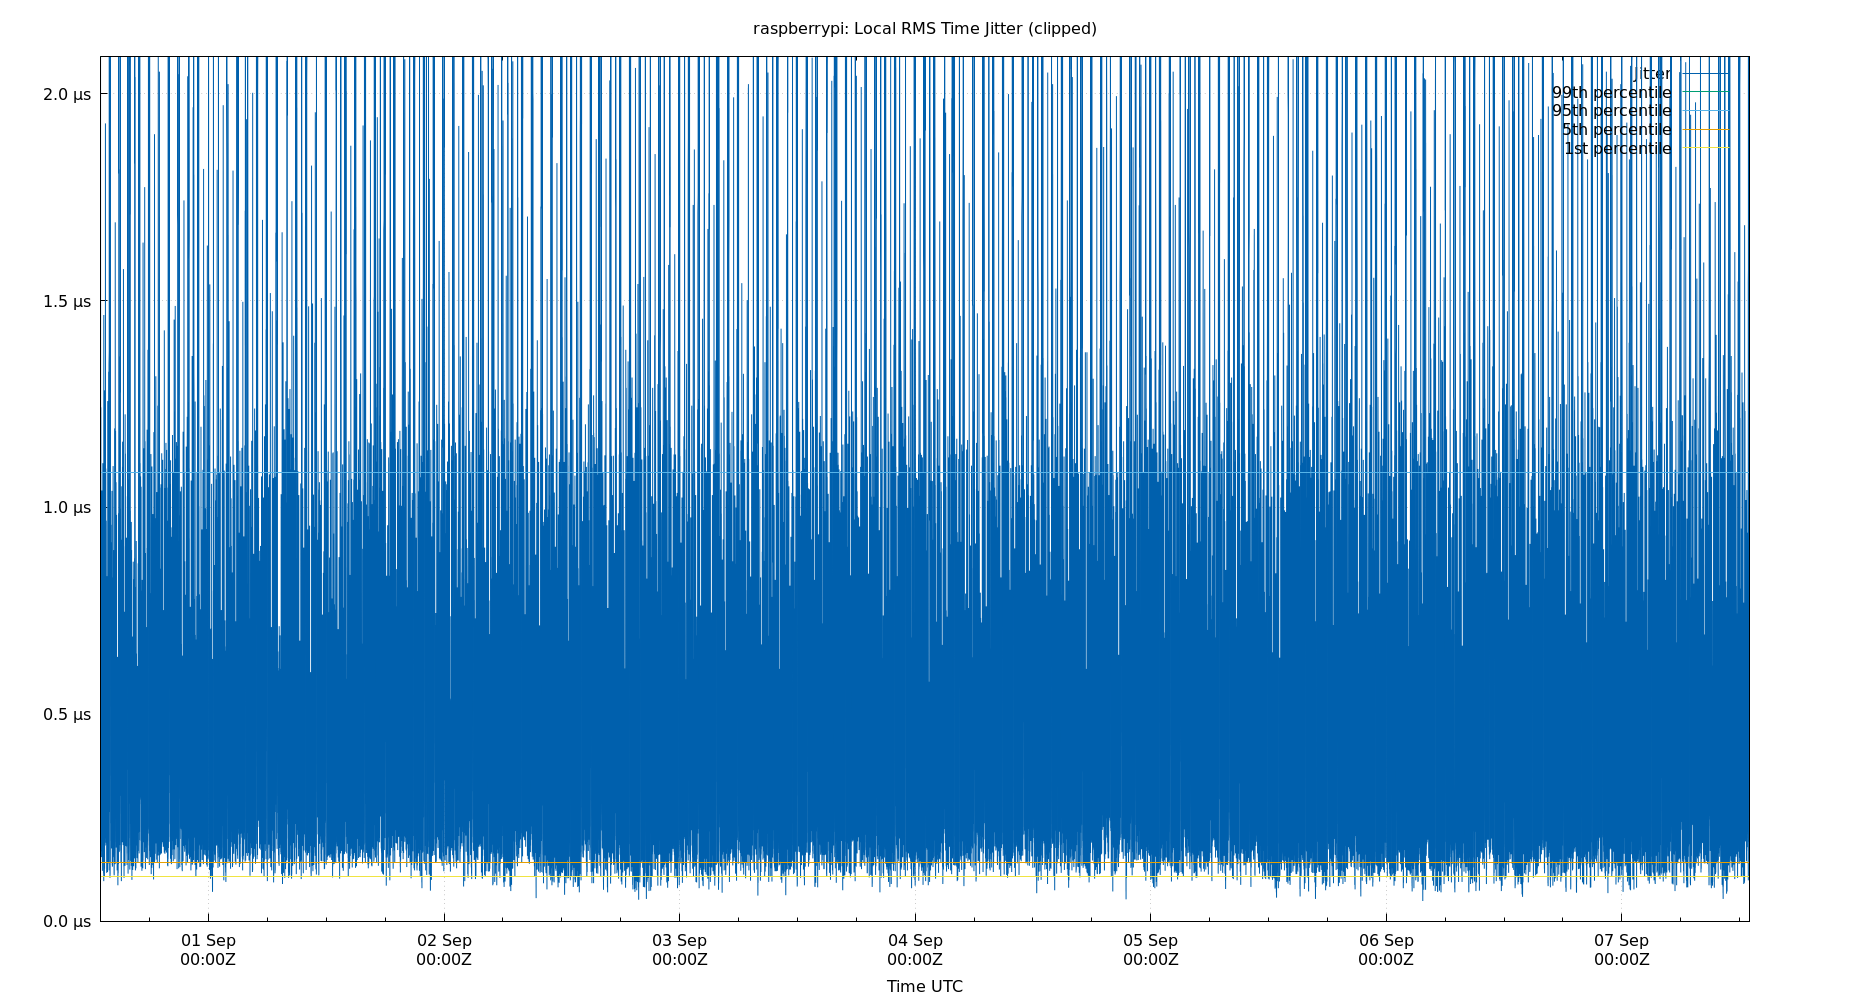 raspberrypi: Local RMS Time Jitter (clipped)
jitter
99th percentile
95th percentile
5th percentile
1st percentile
2.0 µs
1.5 µs
1.0 µs
0.5 µs
0.0 µs
01 Sep 02 Sep 03 Sep 04 Sep 05 Sep 06 Sep 07 Sep
00:00Z 00:00Z 00:00Z 00:00Z 00:00Z 00:00Z 00:00Z
Time UTC